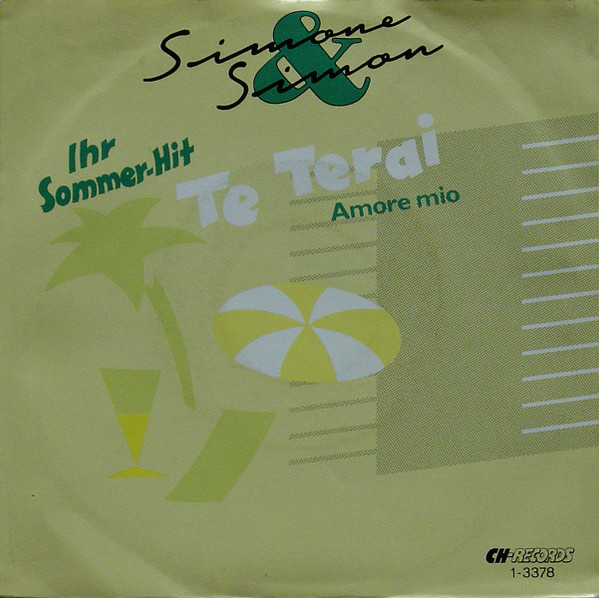 Simone
&
Simon
Ihr
Sommer-Hit
Te Terai
Amore mio
CH-RECORDS
1-3378